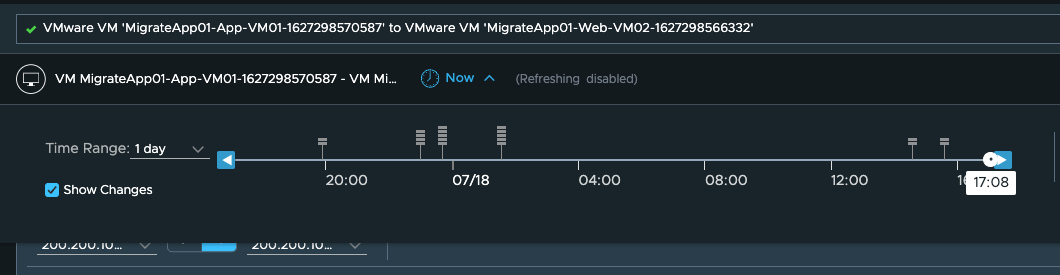 VMware VM 'MigrateApp01-App-VM01-1627298570587' to VMware VM 'MigrateApp01-Web-VM02-1627298566332'
VM MigrateApp01-App-VM01-1627298570587 - VM Mi... Now (Refreshing disabled)
Time Range: 1 day
20:00 07/18 04:00 08:00 12:00 16
17:08
Show Changes
200.200.10... 200.200.10...